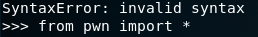 SyntaxError: invalid syntax
>>> from pwn import *